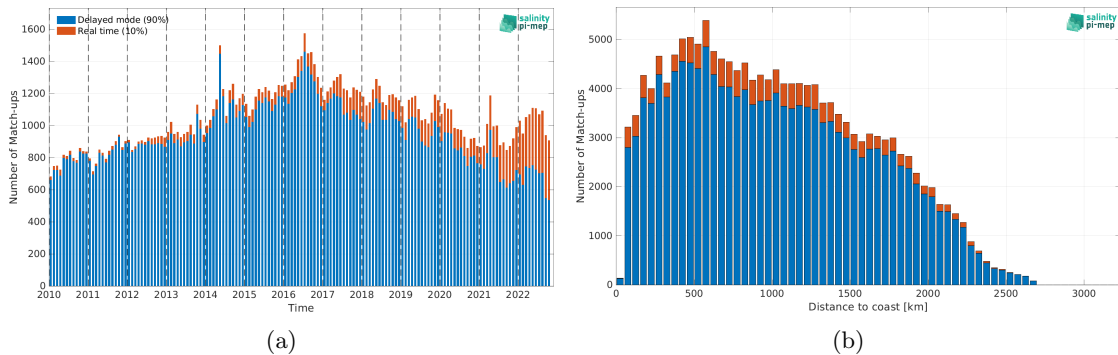 Delayed mode (90%)
Real time (10%)
salinity
pi-mep
Number of Match-ups
1600
1400
1200
1000
800
600
400
200
0
2010 2011 2012 2013 2014 2015 2016 2017 2018 2019 2020 2021 2022
Time
(a)
salinity
pi-mep
Number of Match-ups
5000
4000
3000
2000
1000
0
0 500 1000 1500 2000 2500 3000
Distance to coast [km]
(b)